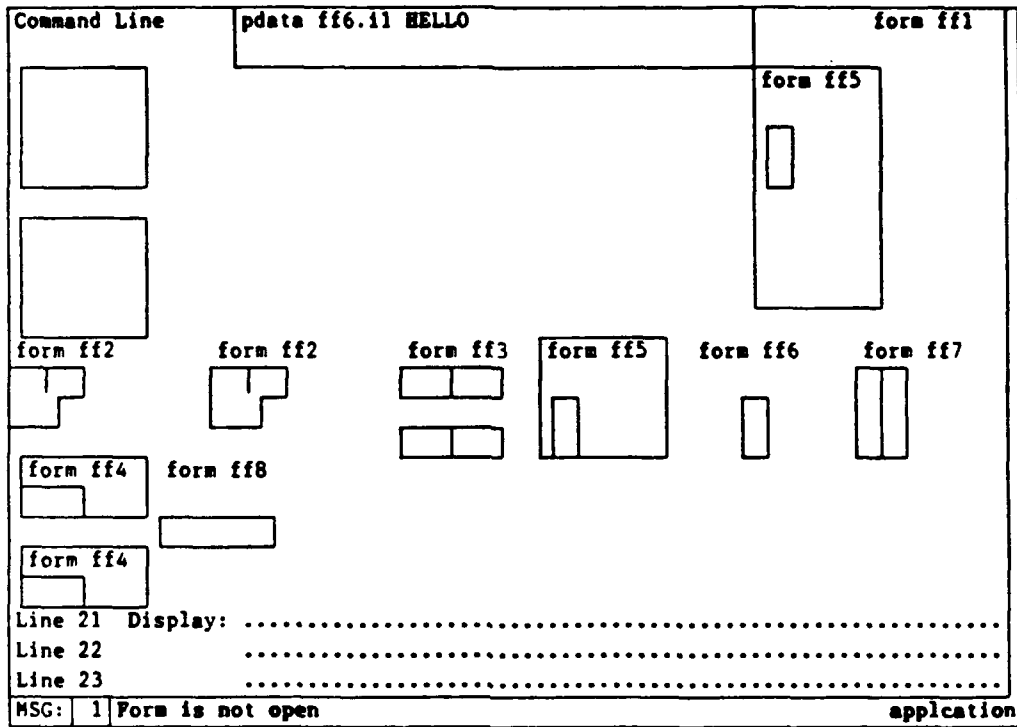 Command Line pdata ff6.i1 HELLO form ff1
form ff5
form ff2 form ff2 form ff3 form ff5 form ff6 form ff7
form ff4 form ff8
form ff4
Line 21 Display: ............................................................
Line 22 ............................................................
Line 23 ............................................................
MSG: 1 Form is not open applcation